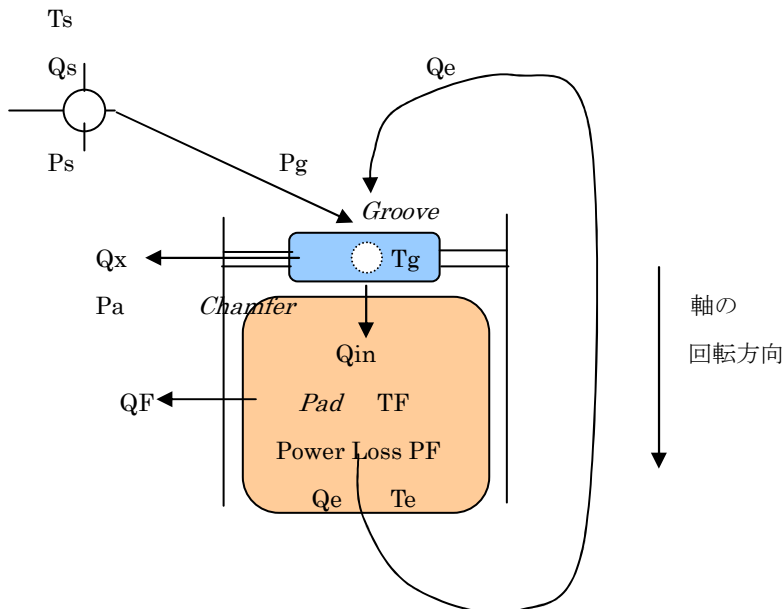 Ts
Qs
Qe
Ps
Pg
Groove
Qx
Tg
Pa
Chamfer
軸の
回転方向
Qin
QF
Pad TF
Power Loss PF
Qe Te